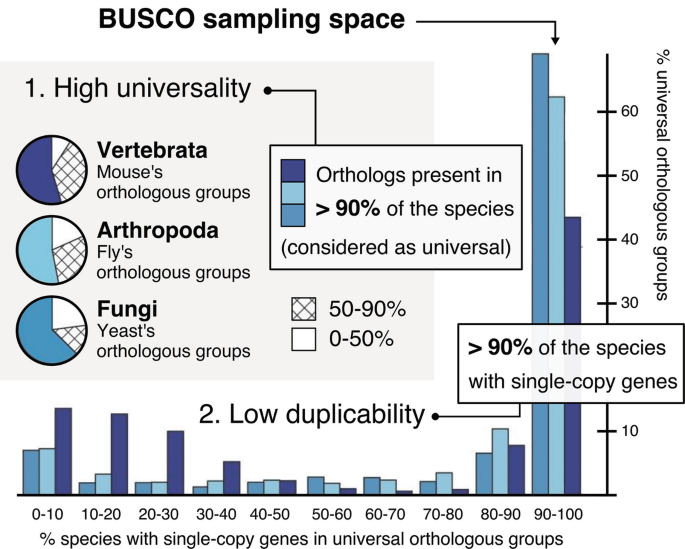 BUSCO sampling space
1. High universality
Vertebrata
Mouse's
orthologous groups
Arthropoda
Fly's
orthologous groups
Fungi
Yeast's
orthologous groups
Orthologs present in
> 90% of the species
(considered as universal)
50-90%
0-50%
% universal orthologous groups
60
50
40
30
10
> 90% of the species
with single-copy genes
2. Low duplicability
0-10 10-20 20-30 30-40 40-50 50-60 60-70 70-80 80-90 90-100
% species with single-copy genes in universal orthologous groups